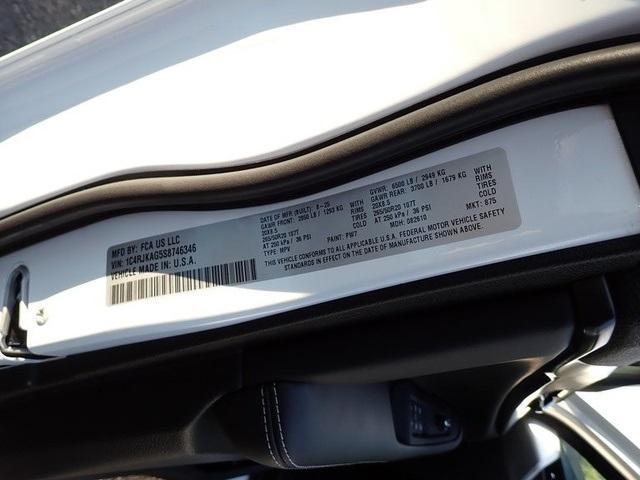 MFD BY: FCA US LLC
DATE OF MFR (BUILT): 8-25
GVWR: 6500 LB / 2949 KG
GAWR FRONT: 2850 LB / 1293 KG WITH
GAWR REAR: 3700 LB / 1679 KG WITH
20X8.5 RIMS
20X8.5 RIMS
265/50R20 107T TIRES
265/50R20 107T TIRES
AT 250 kPa / 36 PSI COLD
AT 250 kPa / 36 PSI COLD
VIN: 1C4RJKAG5S8746346
TYPE: MPV
PAINT: PW7
MDH: 082610
MKT: 875
VEHICLE MADE IN U.S.A.
THIS VEHICLE CONFORMS TO ALL APPLICABLE U.S.A. FEDERAL MOTOR VEHICLE SAFETY
STANDARDS IN EFFECT ON THE DATE OF MANUFACTURE SHOWN ABOVE.